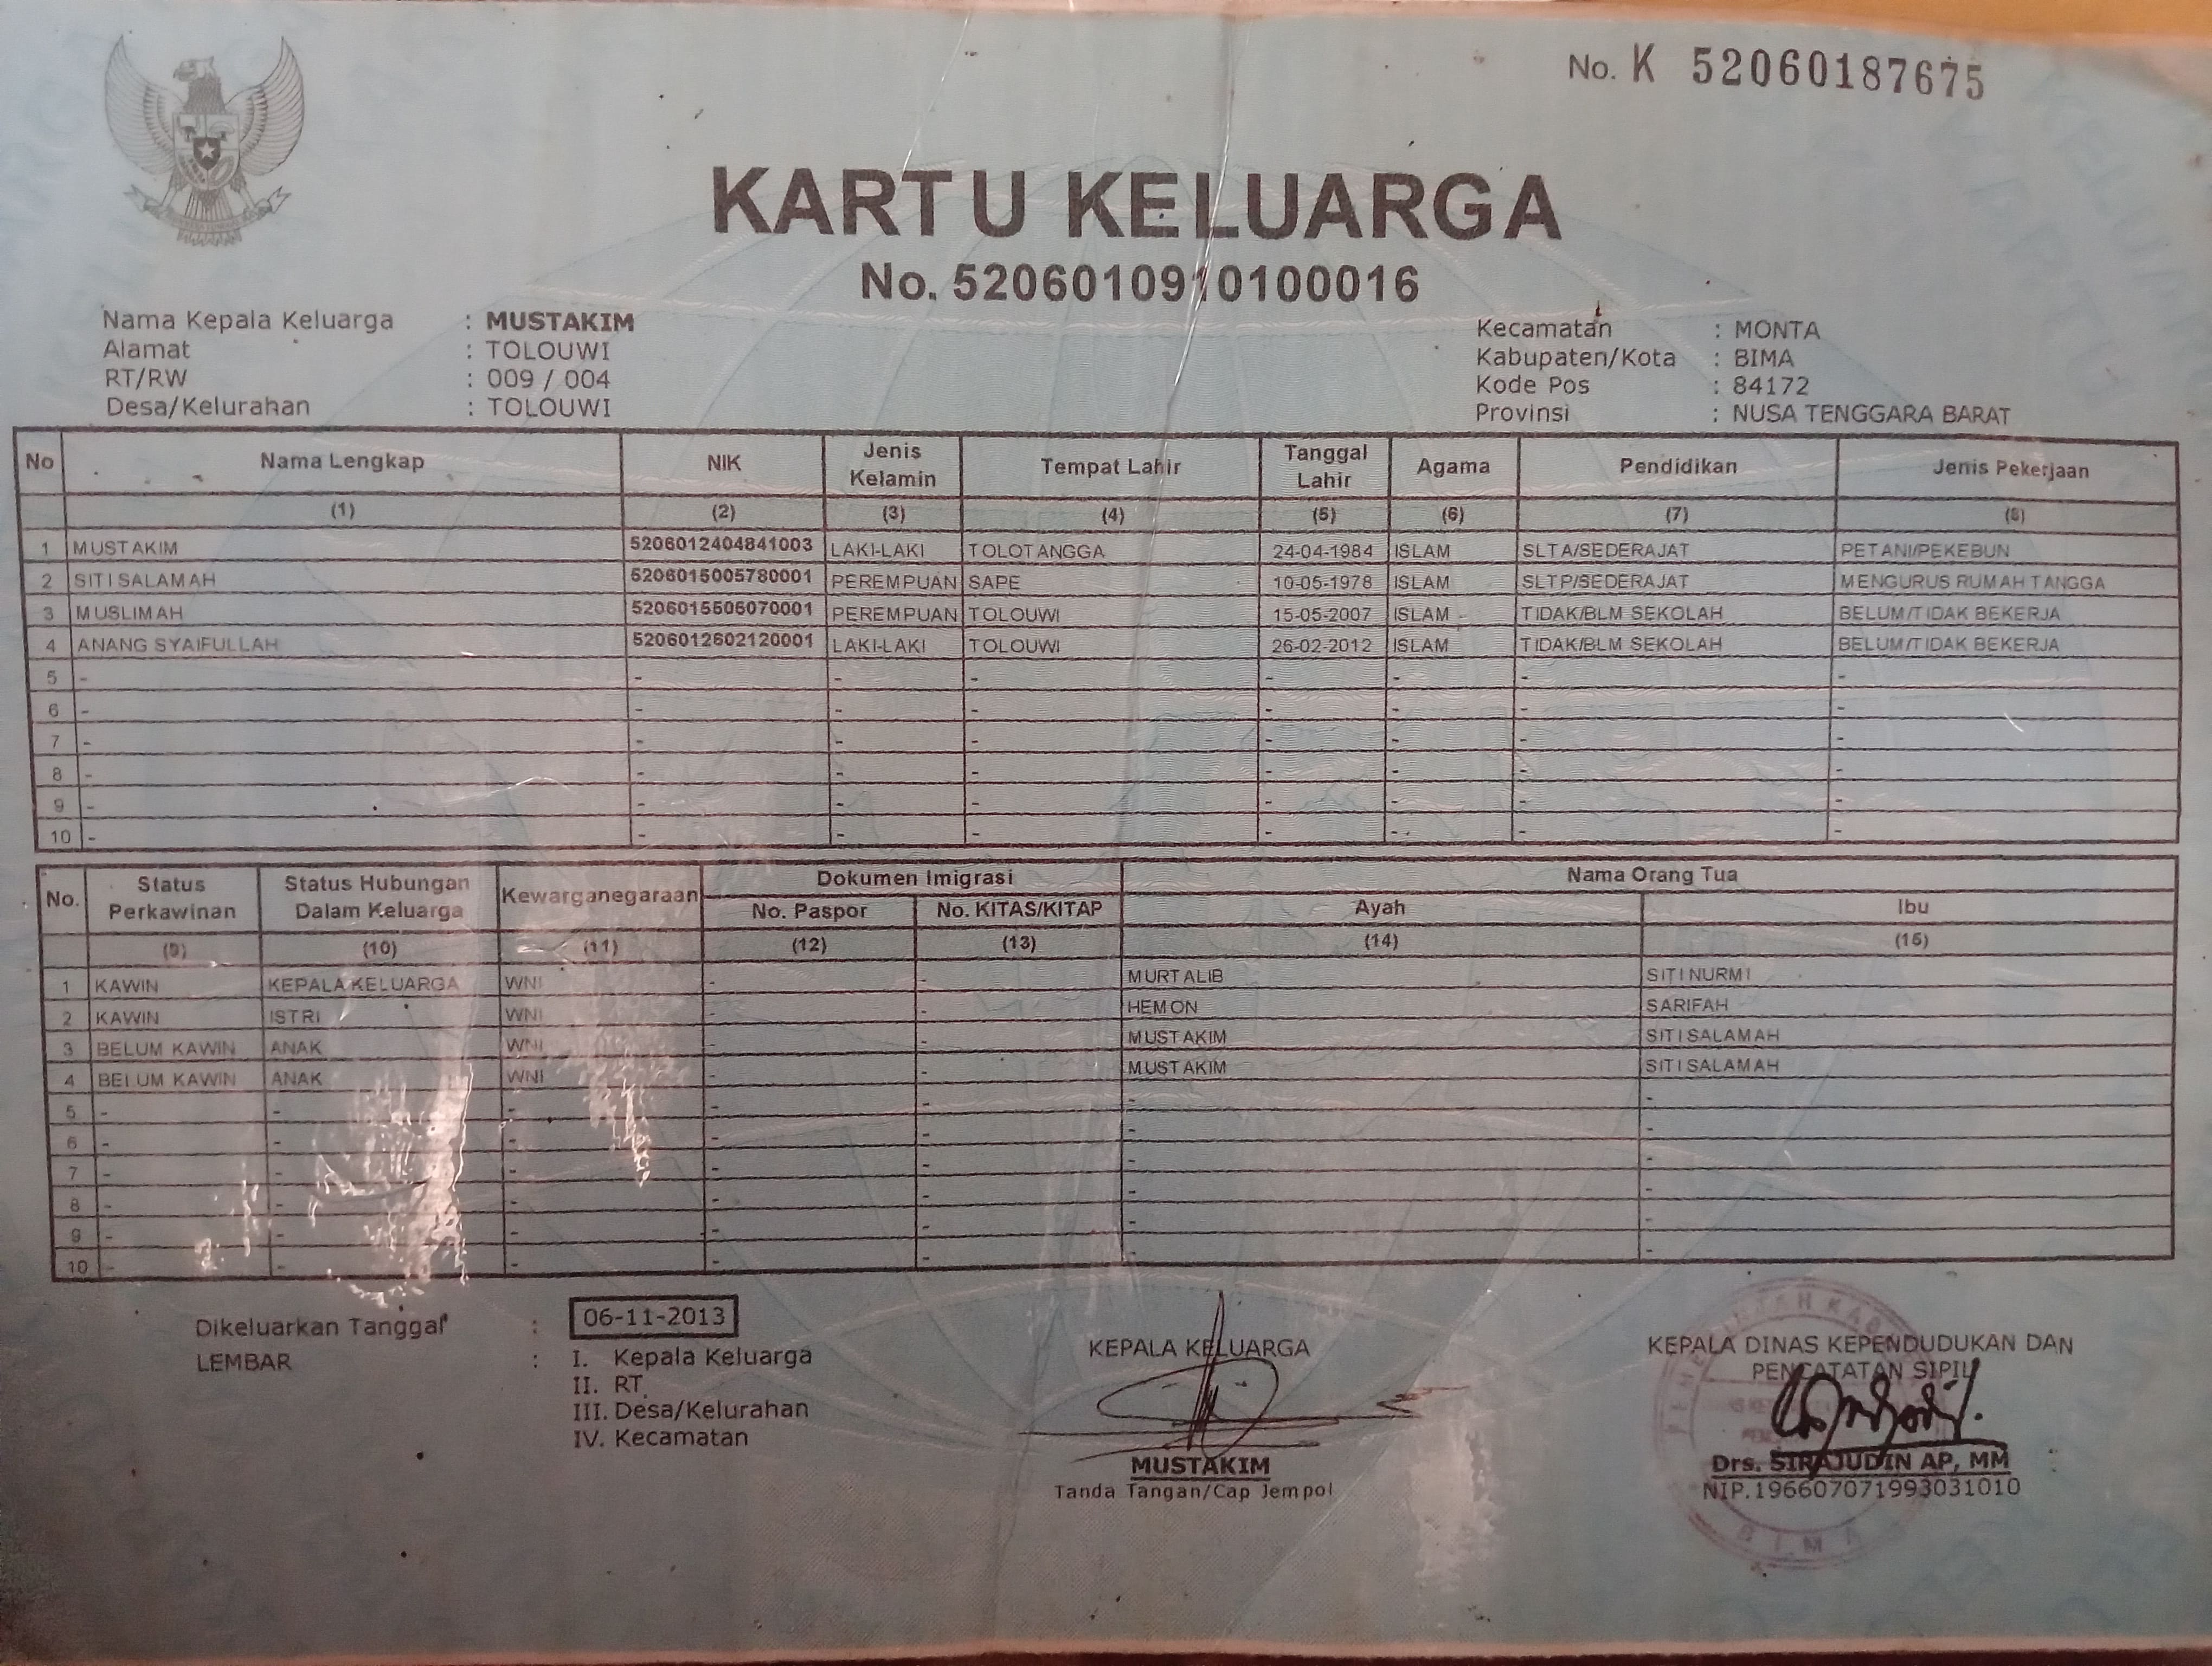 No. K 52060187675
KARTU KELUARGA
No. 5206010910100016
Nama Kepala Keluarga : MUSTAKIM
Alamat : TOLOUWI
RT/RW : 009 / 004
Desa/Kelurahan : TOLOUWI
Kecamatan : MONTA
Kabupaten/Kota : BIMA
Kode Pos : 84172
Provinsi : NUSA TENGGARA BARAT
No Nama Lengkap NIK Jenis Kelamin Tempat Lahir Tanggal Lahir Agama Pendidikan Jenis Pekerjaan
(1) (2) (3) (4) (5) (6) (7) (8)
1 MUSTAKIM 5206012404841003 LAKI-LAKI TOLOTANGGA 24-04-1984 ISLAM SLTA/SEDERAJAT PETANI/PEKEBUN
2 SITI SALAMAH 5206015005780001 PEREMPUAN SAPE 10-05-1978 ISLAM SLTP/SEDERAJAT MENGURUS RUMAH TANGGA
3 MUSLIMAH 5206015505070001 PEREMPUAN TOLOUWI 15-05-2007 ISLAM TIDAK/BLM SEKOLAH BELUM/TIDAK BEKERJA
4 ANANG SYAIFULLAH 5206012602120001 LAKI-LAKI TOLOUWI 26-02-2012 ISLAM TIDAK/BLM SEKOLAH BELUM/TIDAK BEKERJA
5 - - - - - - - -
6 - - - - - - - -
7 - - - - - - - -
8 - - - - - - - -
9 - - - - - - - -
10 - - - - - - - -
No. Status Perkawinan Status Hubungan Dalam Keluarga Kewarganegaraan Dokumen Imigrasi Nama Orang Tua
No. Paspor No. KITAS/KITAP Ayah Ibu
(9) (10) (11) (12) (13) (14) (15)
1 KAWIN KEPALA KELUARGA WNI - - MURTALIB SITI NURMI
2 KAWIN ISTRI WNI - - HEMON SARIFAH
3 BELUM KAWIN ANAK WNI - - MUSTAKIM SITI SALAMAH
4 BELUM KAWIN ANAK WNI - - MUSTAKIM SITI SALAMAH
5 - - - - - - -
6 - - - - - - -
7 - - - - - - -
8 - - - - - - -
9 - - - - - - -
10 - - - - - - -
Dikeluarkan Tanggal : 06-11-2013
LEMBAR : I. Kepala Keluarga
II. RT
III. Desa/Kelurahan
IV. Kecamatan
KEPALA KELUARGA
MUSTAKIM
Tanda Tangan/Cap Jempol
KEPALA DINAS KEPENDUDUKAN DAN
PENCATATAN SIPIL
Drs. SIRAJUDIN AP, MM
NIP.196607071993031010
BIMA